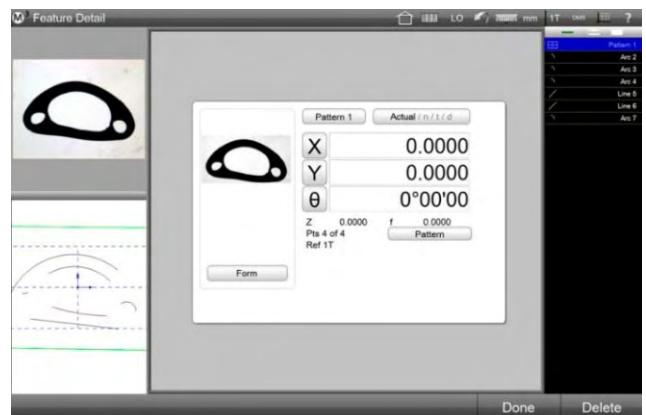 Feature Detail
LO
mm
1T
DMS
?
Pattern 1
Arc 2
Arc 3
Arc 4
Line 5
Line 6
Arc 7
Pattern 1
Actual / n / t / d
X 0.0000
Y 0.0000
θ 0°00'00
Z 0.0000 f 0.0000
Pts 4 of 4
Pattern
Ref 1T
Form
Done
Delete